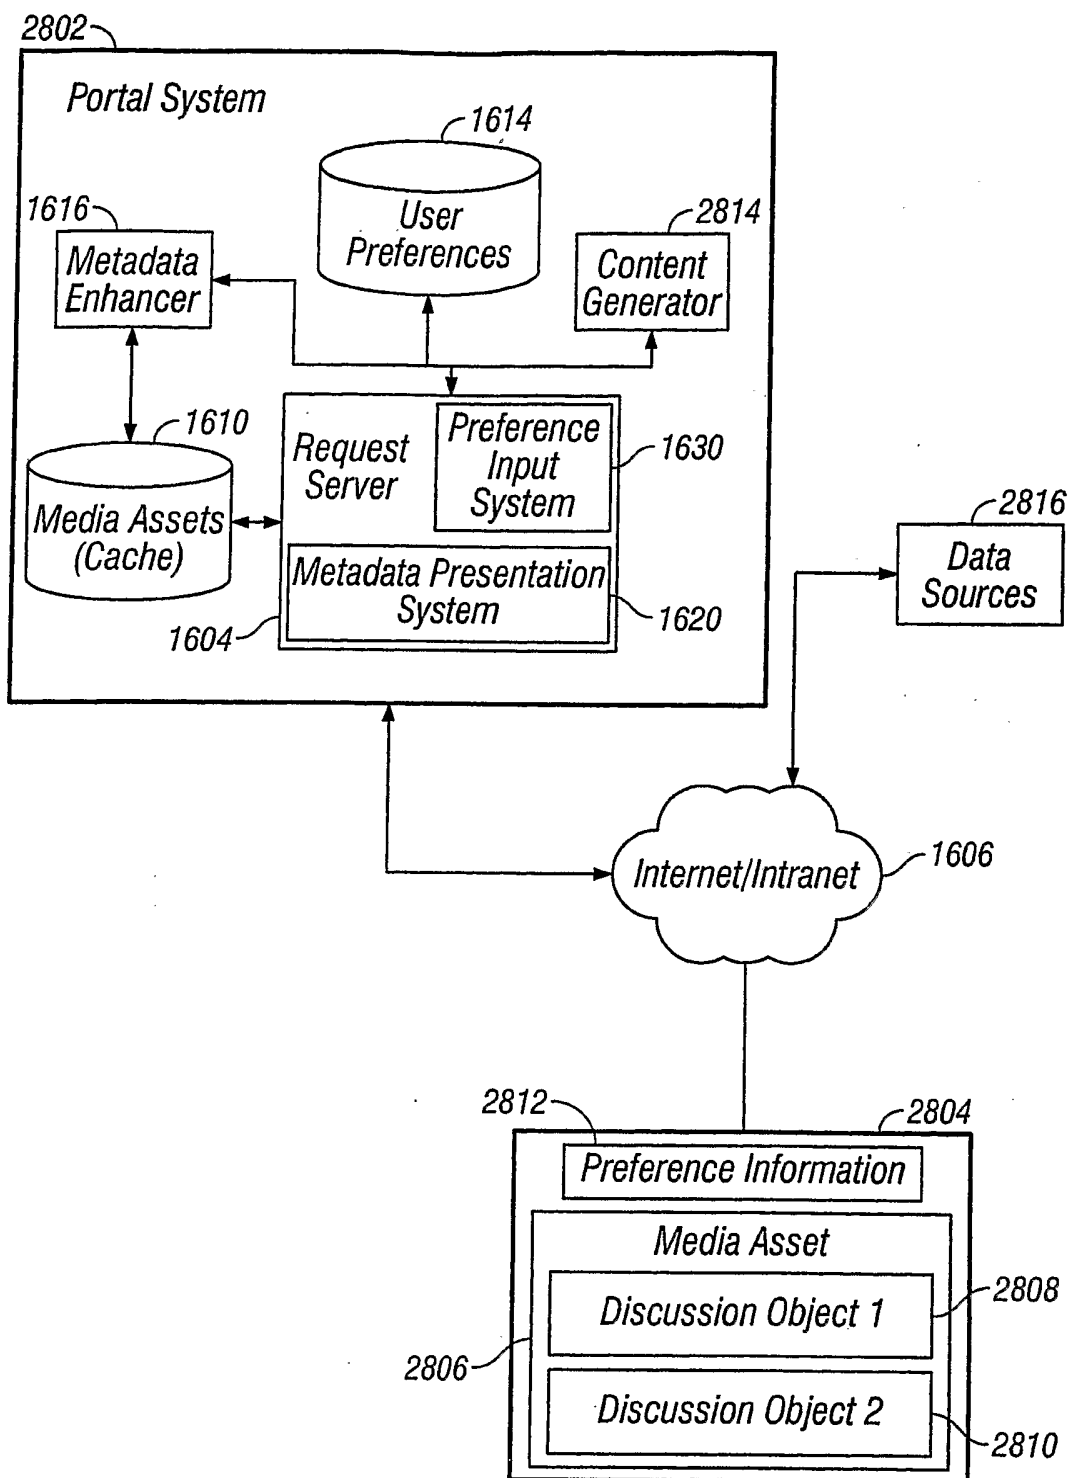 2802
Portal System
1614
User
Preferences
1616
Metadata
Enhancer
2814
Content
Generator
1610
Media Assets
(Cache)
Request
Server
Preference
Input
System
1630
Metadata Presentation
System
1604
1620
2816
Data
Sources
Internet/Intranet
1606
2812
2804
Preference Information
Media Asset
Discussion Object 1
2808
2806
Discussion Object 2
2810